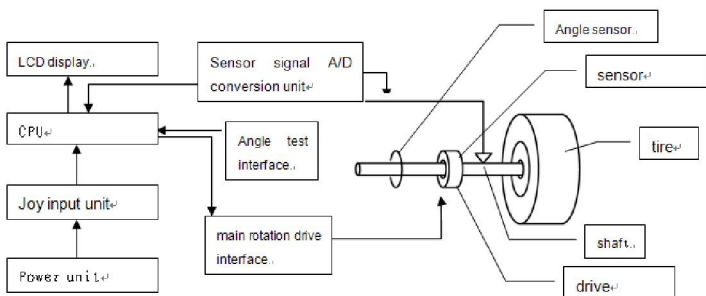 LCD display.
Sensor signal A/D
conversion unit
Angle sensor.
sensor
CPU
Angle test
interface.
tire
Joy input unit
main rotation drive
interface.
shaft.
Power unit
drive